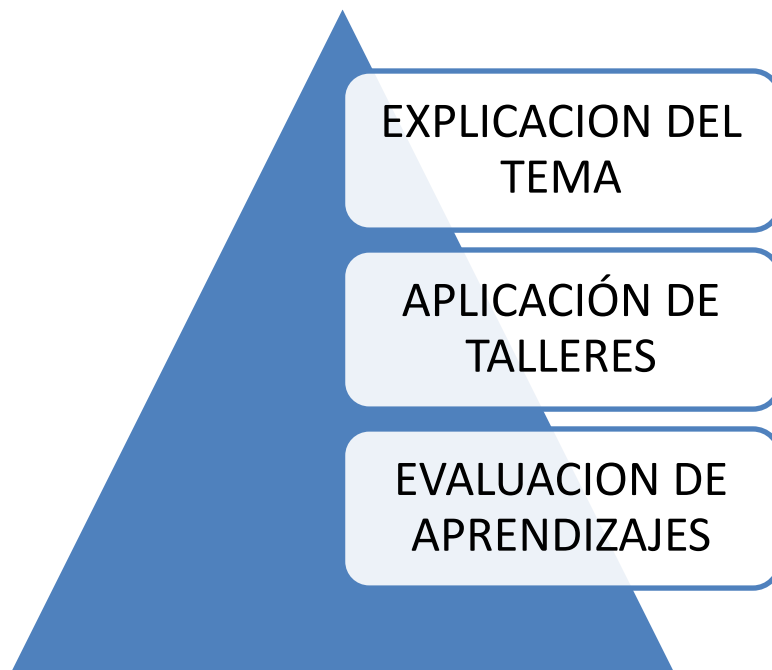 EXPLICACION DEL
TEMA
APLICACIÓN DE
TALLERES
EVALUACION DE
APRENDIZAJES